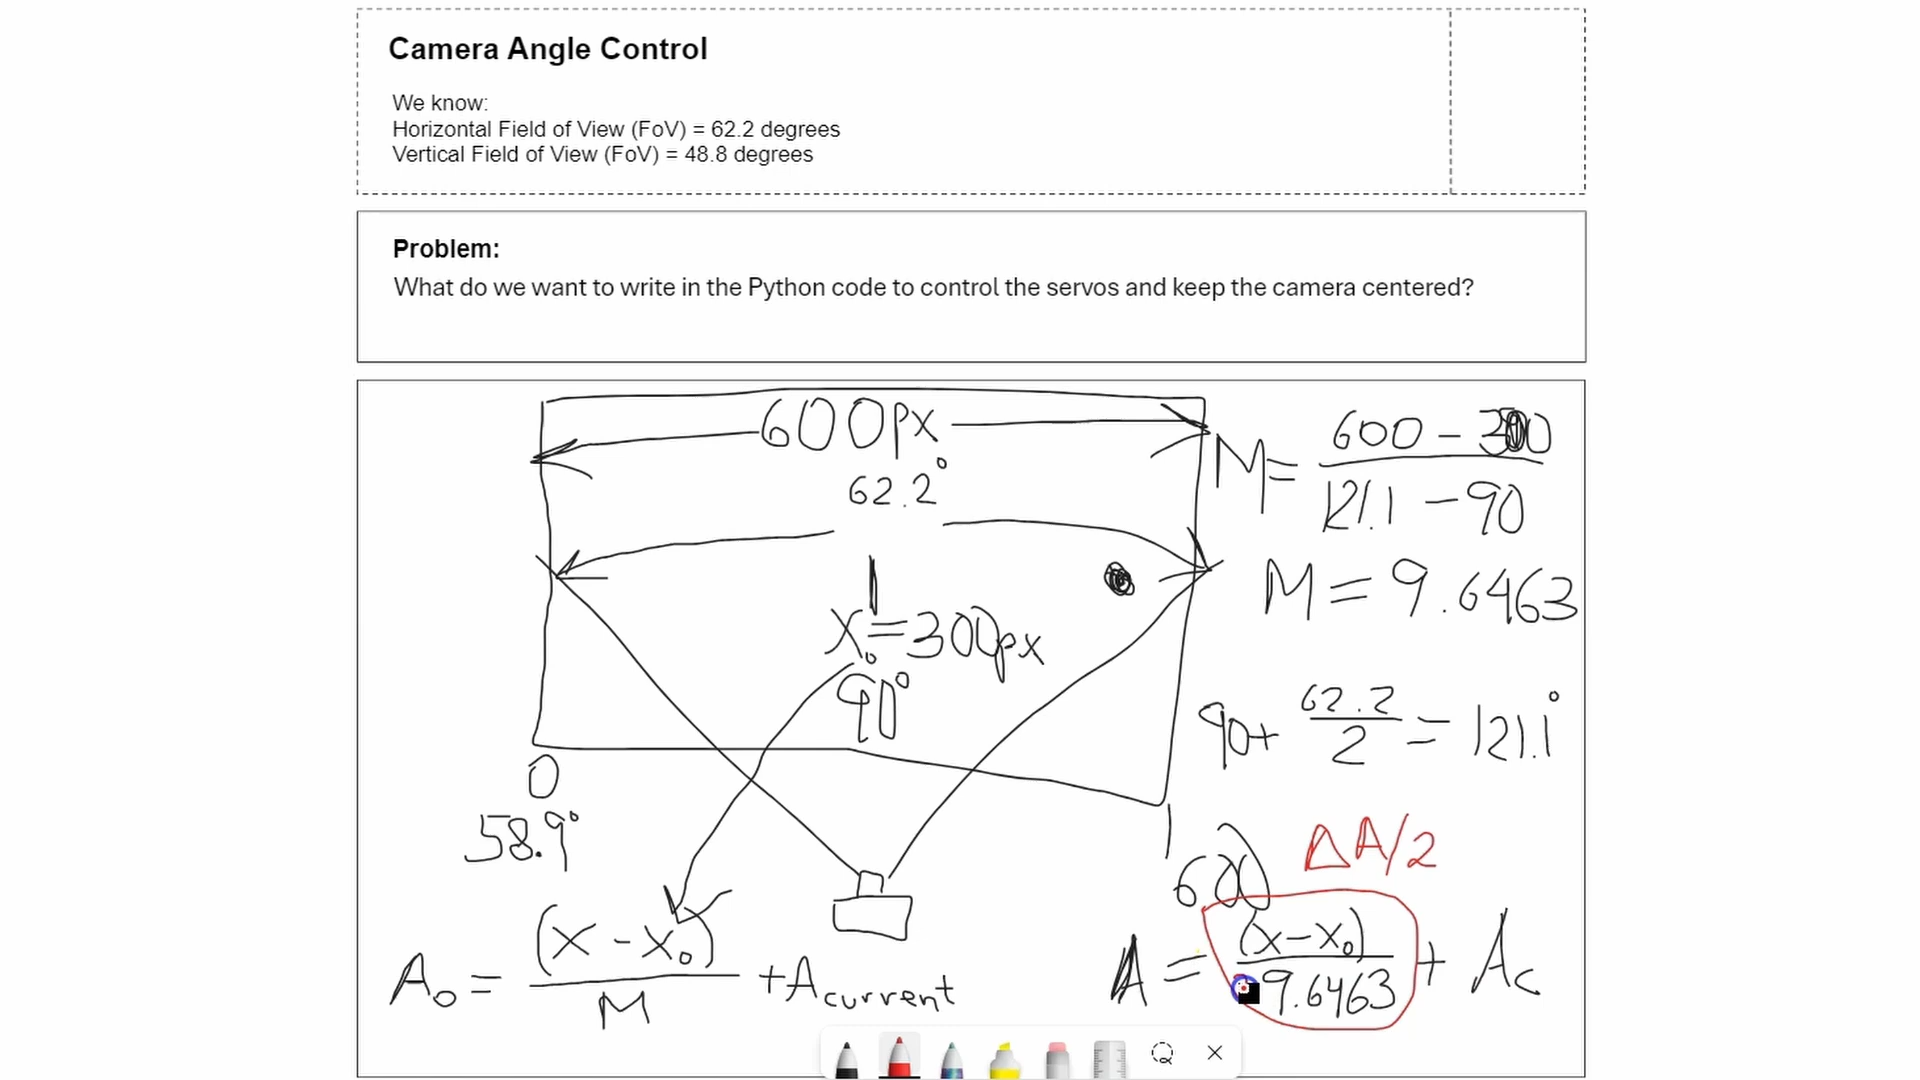 Camera Angle Control
We know:
Horizontal Field of View (FoV) = 62.2 degrees
Vertical Field of View (FoV) = 48.8 degrees
Problem:
What do we want to write in the Python code to control the servos and keep the camera centered?
600px
62.2°
x₀=300px
90°
0
58.9°
600
M = (600 - 300) / (121.1 - 90)
M = 9.6463
90+ 62.2/2 = 121.1°
ΔA/2
A₀ = (x - x₀)/M + A current
A = (x - x₀)/9.6463 + Ac